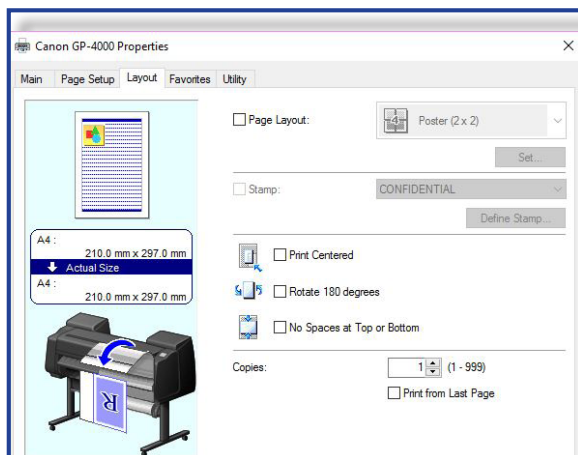 Canon GP-4000 Properties
Main Page Setup Layout Favorites Utility
Page Layout: 4 Poster (2 x 2)
Set...
Stamp: CONFIDENTIAL
Define Stamp...
A4 :
210.0 mm x 297.0 mm
Actual Size
A4 :
210.0 mm x 297.0 mm
Print Centered
Rotate 180 degrees
No Spaces at Top or Bottom
R
Copies: 1 (1 - 999)
Print from Last Page